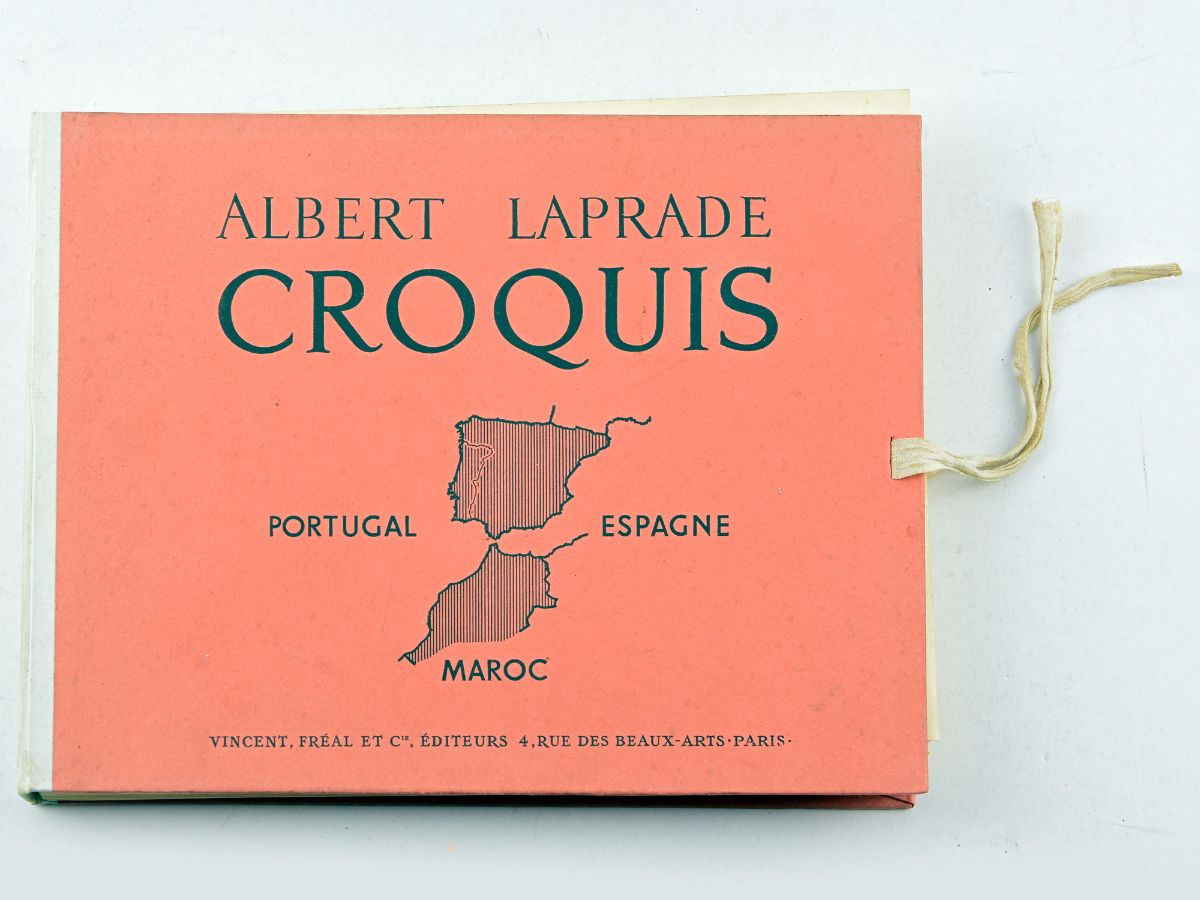 ALBERT LAPRADE
CROQUIS
PORTUGAL ESPAGNE
MAROC
VINCENT, FRÉAL ET Cᴵᴱ, ÉDITEURS 4, RUE DES BEAUX-ARTS·PARIS·